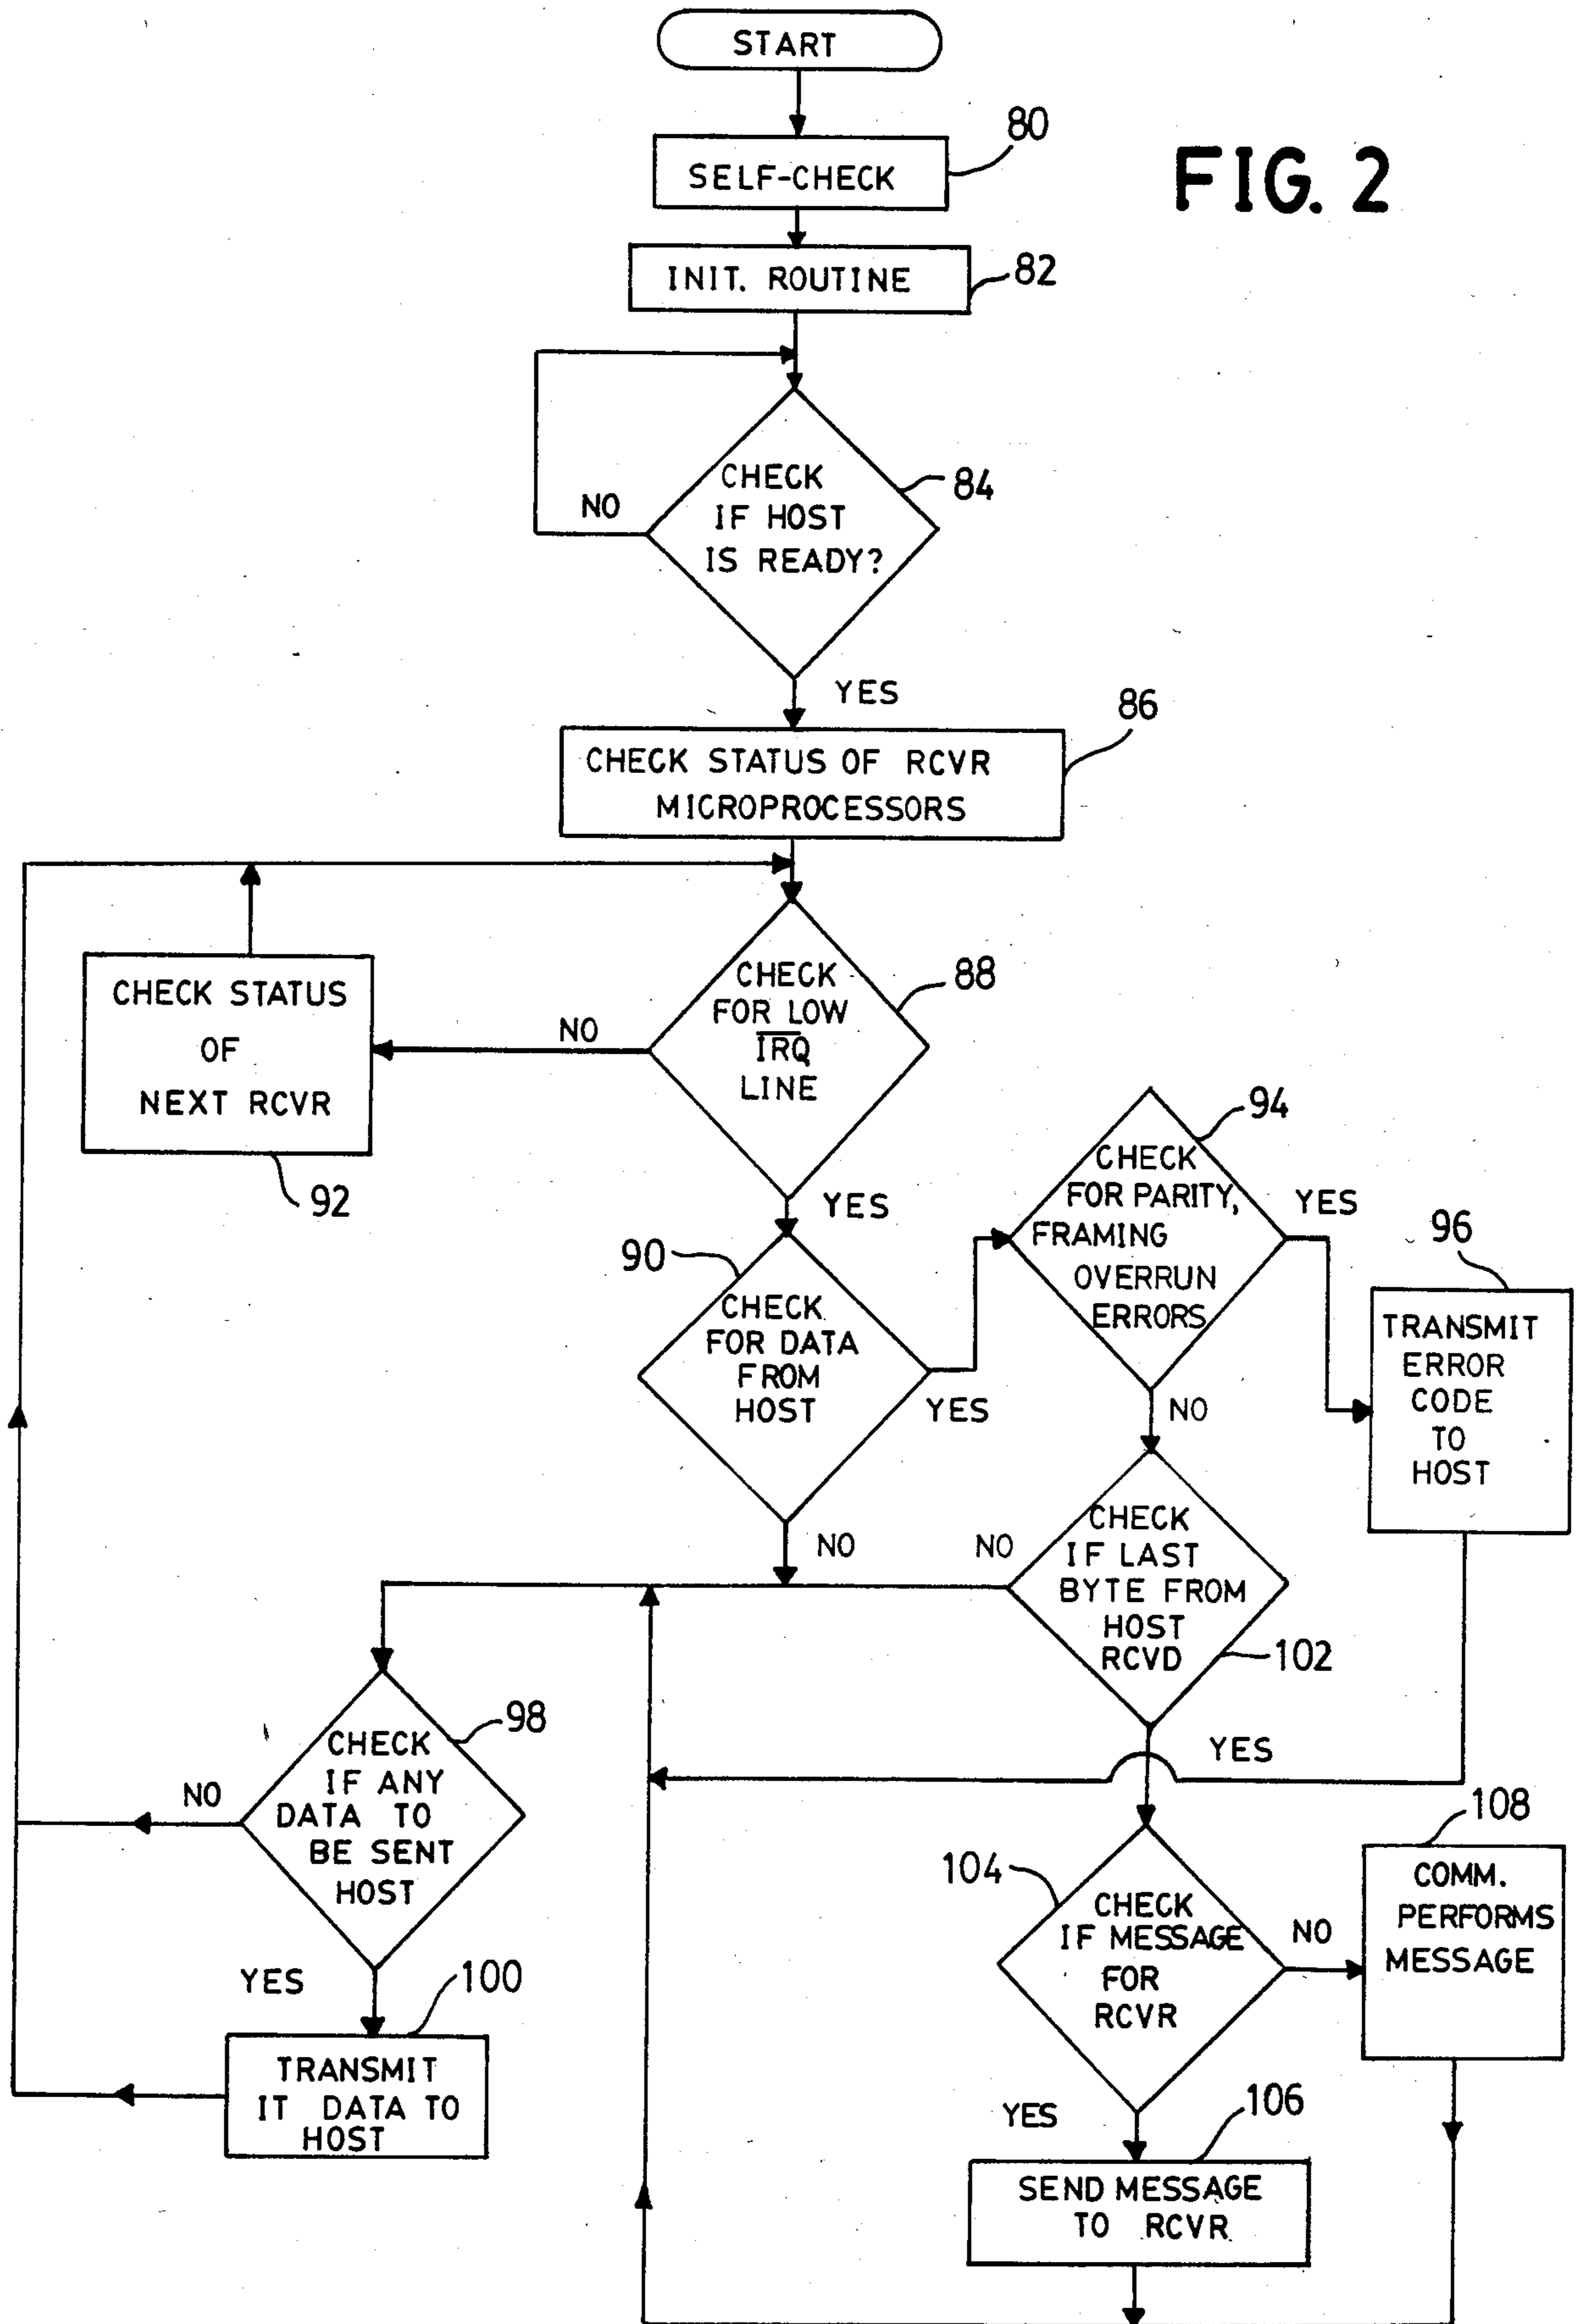 START
80
SELF-CHECK
FIG. 2
INIT. ROUTINE
82
CHECK
IF HOST
IS READY?
84
NO
YES
86
CHECK STATUS OF RCVR
MICROPROCESSORS
CHECK STATUS
OF
NEXT RCVR
92
NO
CHECK
FOR LOW
I̅R̅Q̅
LINE
88
YES
90
CHECK
FOR DATA
FROM
HOST
YES
NO
94
CHECK
FOR PARITY,
FRAMING
OVERRUN
ERRORS
YES
NO
96
TRANSMIT
ERROR
CODE
TO
HOST
NO
CHECK
IF LAST
BYTE FROM
HOST
RCVD
102
YES
98
CHECK
IF ANY
DATA TO
BE SENT
HOST
NO
YES
100
TRANSMIT
IT DATA TO
HOST
104
CHECK
IF MESSAGE
FOR
RCVR
NO
YES
108
COMM.
PERFORMS
MESSAGE
106
SEND MESSAGE
TO RCVR